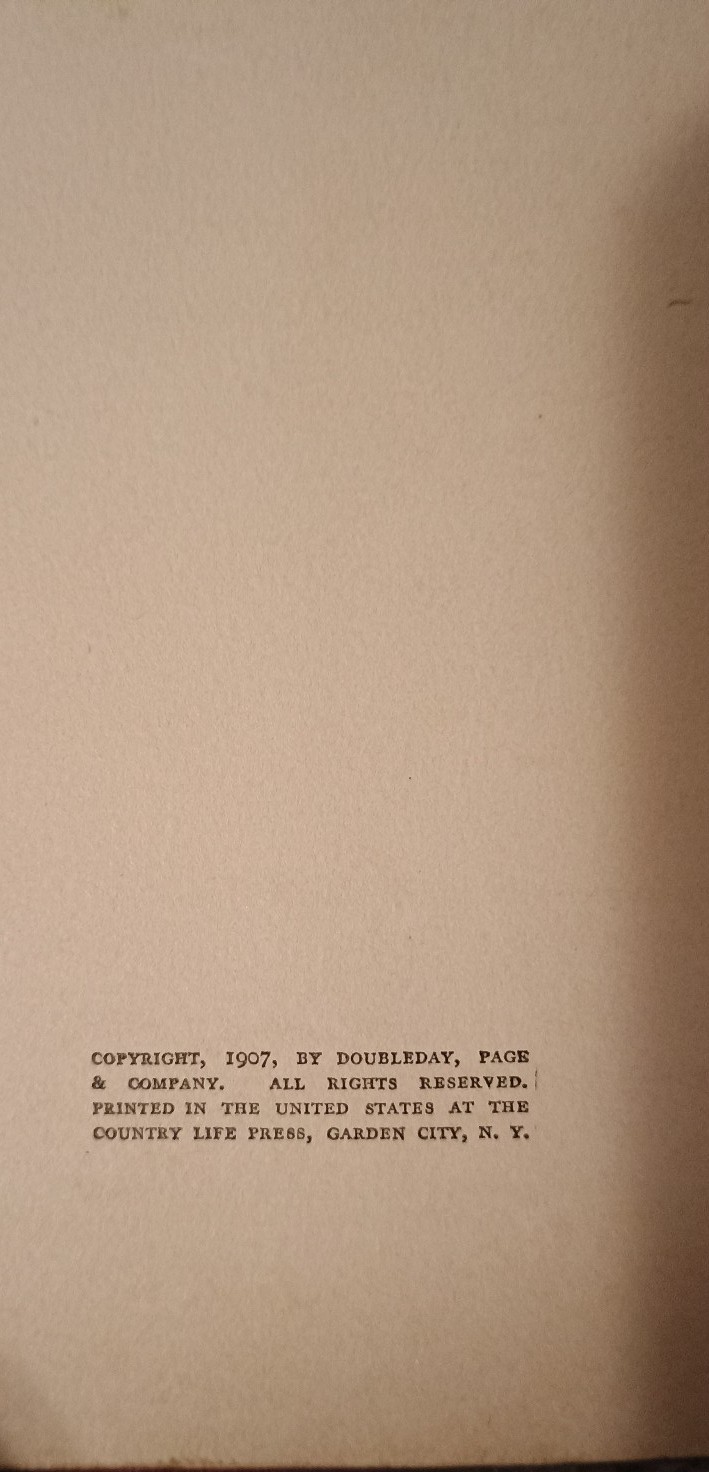 COPYRIGHT, 1907, BY DOUBLEDAY, PAGE
& COMPANY. ALL RIGHTS RESERVED.
PRINTED IN THE UNITED STATES AT THE
COUNTRY LIFE PRESS, GARDEN CITY, N. Y.